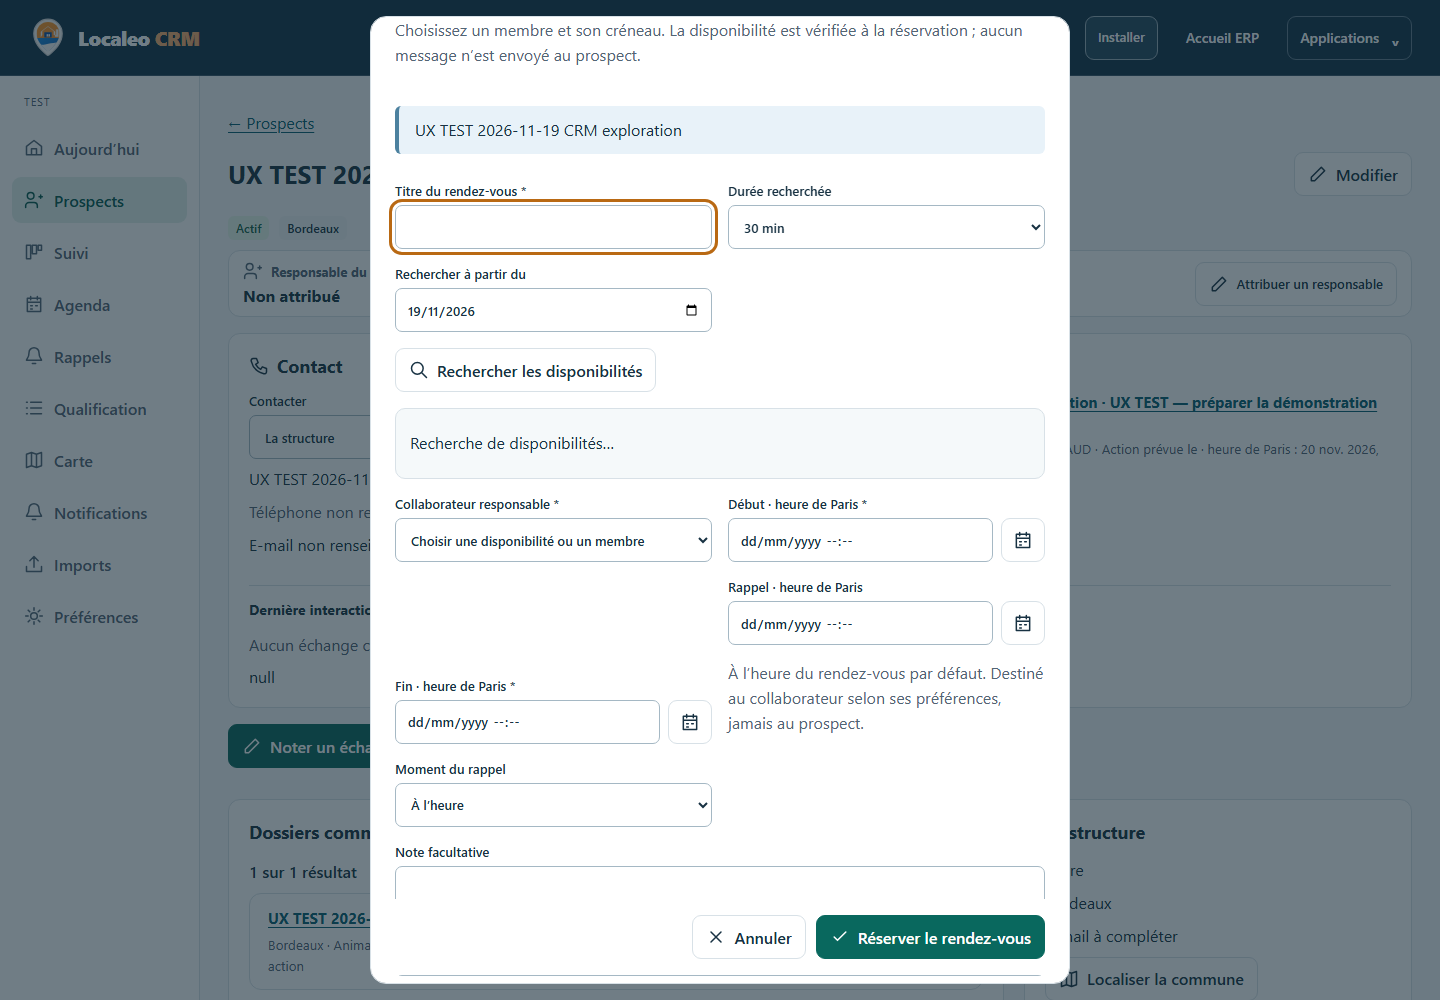 Localeo CRM
Installer
Accueil ERP
Applications
TEST
Aujourd'hui
Prospects
Suivi
Agenda
Rappels
Qualification
Carte
Notifications
Imports
Préférences
← Prospects
UX TEST 202
Modifier
Actif
Bordeaux
Responsable du
Non attribué
Attribuer un responsable
Contact
Contacter
La structure
UX TEST 2026-11
Téléphone non re
E-mail non rensei
Dernière interactio
Aucun échange c
null
Noter un écha
tion · UX TEST — préparer la démonstration
AUD · Action prévue le · heure de Paris : 20 nov. 2026,
Dossiers comm
1 sur 1 résultat
UX TEST 2026-
Bordeaux · Anima
action
structure
re
deaux
ail à compléter
Localiser la commune
Choisissez un membre et son créneau. La disponibilité est vérifiée à la réservation ; aucun
message n'est envoyé au prospect.
UX TEST 2026-11-19 CRM exploration
Titre du rendez-vous *
Durée recherchée
30 min
Rechercher à partir du
19/11/2026
Rechercher les disponibilités
Recherche de disponibilités...
Collaborateur responsable *
Choisir une disponibilité ou un membre
Début · heure de Paris *
dd/mm/yyyy --:--
Rappel · heure de Paris
dd/mm/yyyy --:--
À l'heure du rendez-vous par défaut. Destiné
au collaborateur selon ses préférences,
jamais au prospect.
Fin · heure de Paris *
dd/mm/yyyy --:--
Moment du rappel
À l'heure
Note facultative
Annuler
Réserver le rendez-vous